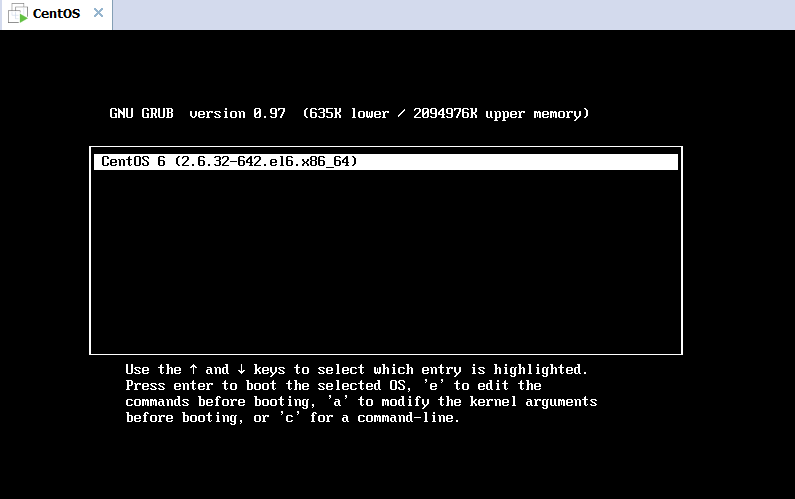 CentOS
GNU GRUB version 0.97 (635K lower / 2094976K upper memory)
CentOS 6 (2.6.32-642.el6.x86_64)
Use the ↑ and ↓ keys to select which entry is highlighted.
Press enter to boot the selected OS, 'e' to edit the
commands before booting, 'a' to modify the kernel arguments
before booting, or 'c' for a command-line.